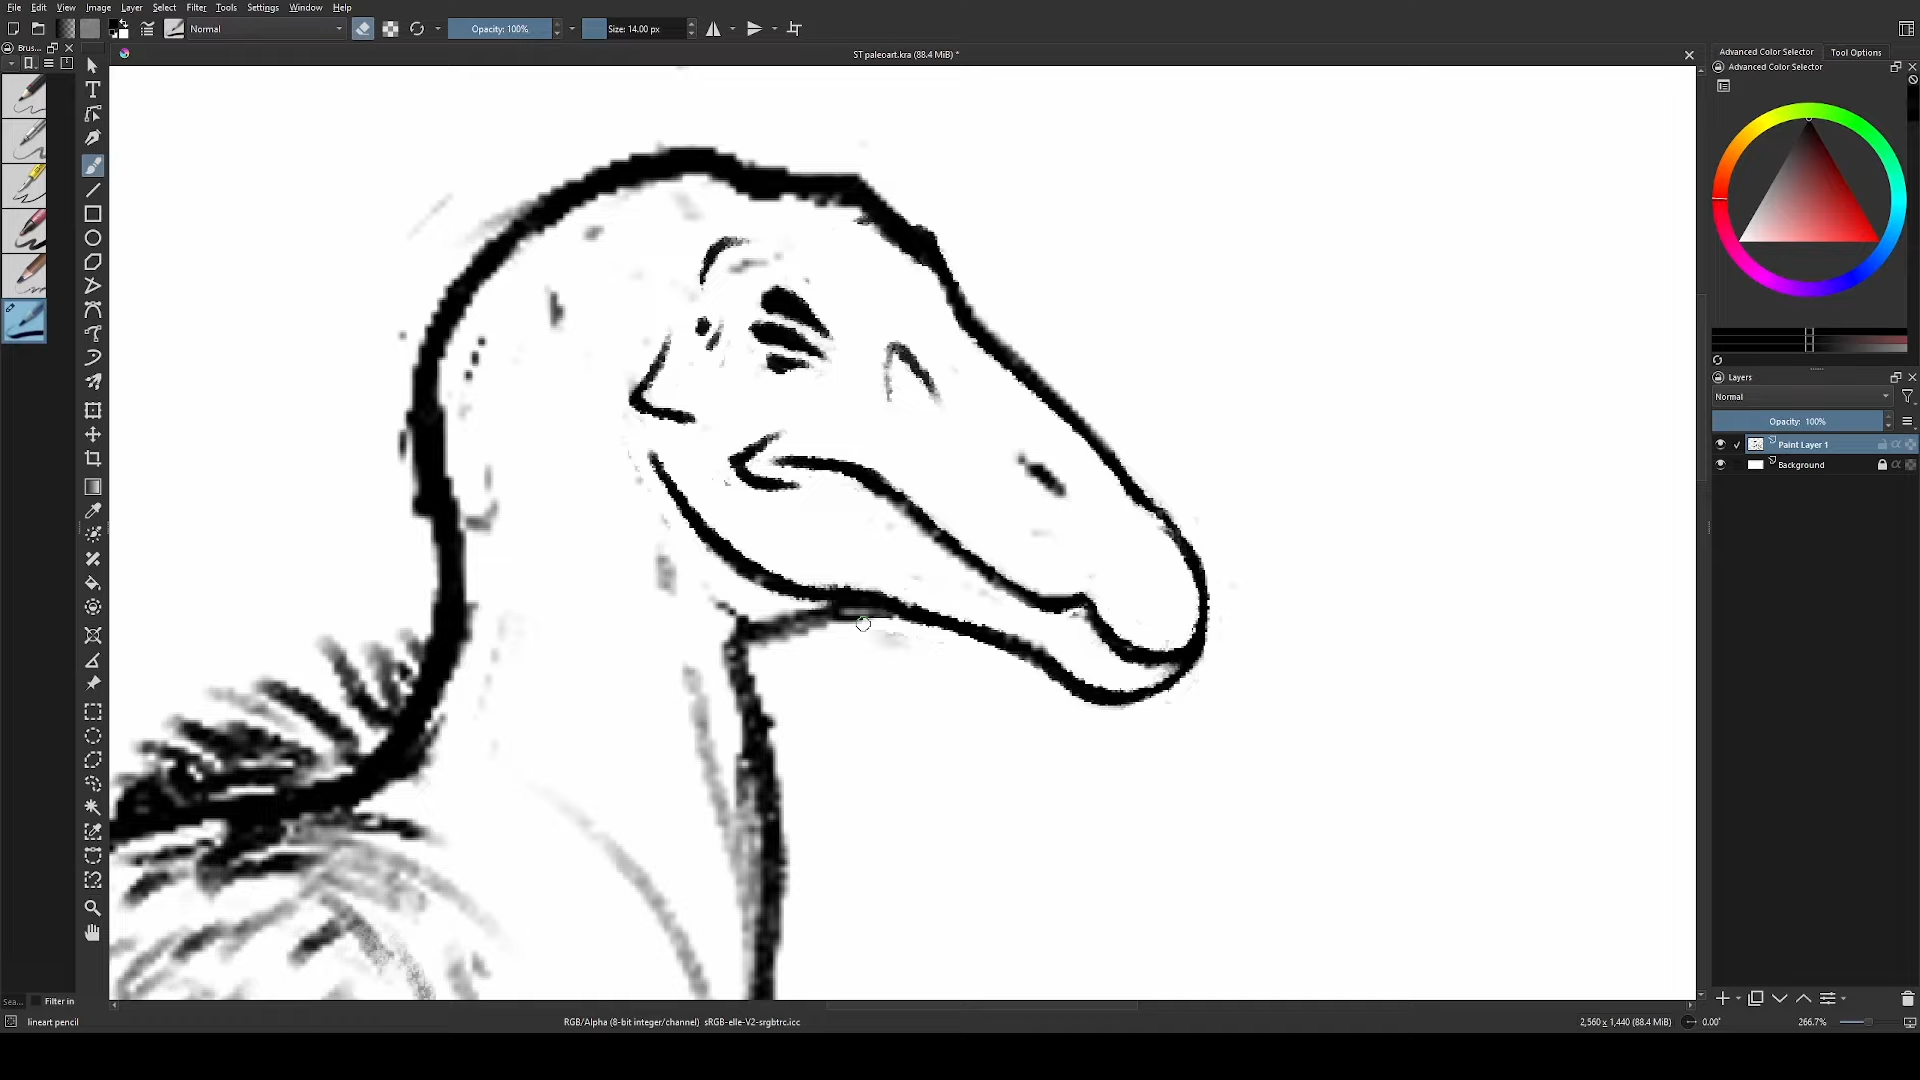 File Edit View Image Layer Select Filter Tools Settings Window Help
Normal Opacity: 100% Size: 14.00 px
Brus...
ST paleoart.kra (88.4 MiB) *
Advanced Color Selector Tool Options
Advanced Color Selector
Layers
Normal
Opacity: 100%
Paint Layer 1
Background
Sea... Filter in
lineart pencil RGB/Alpha (8-bit integer/channel) sRGB-elle-V2-srgbtrc.icc 2,560 x 1,440 (88.4 MiB) 0.00° 266.7%